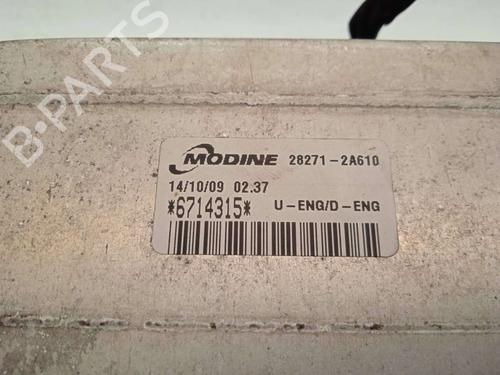 B-PARTS
MODINE 28271-2A610
14/10/09 02.37
*6714315* U-ENG/D-ENG